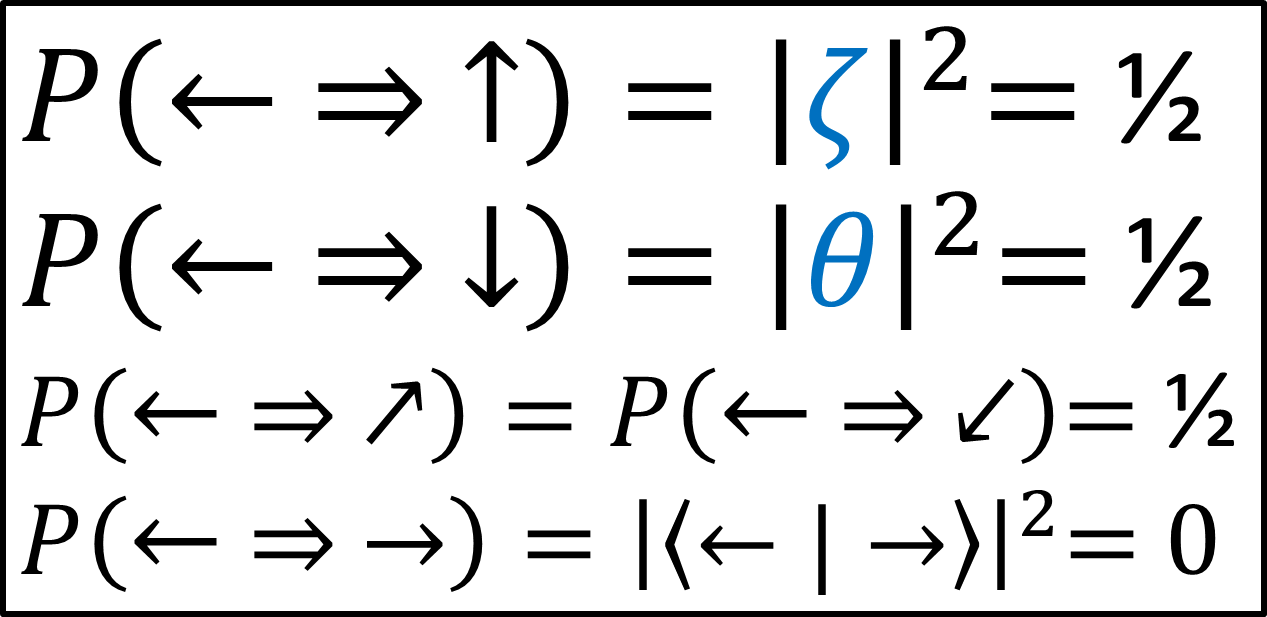 P(← ⇒ ↑) = |ζ|² = ½
P(← ⇒ ↓) = |θ|² = ½
P(← ⇒ ↗) = P(← ⇒ ↙) = ½
P(← ⇒ →) = |⟨← | →⟩|² = 0